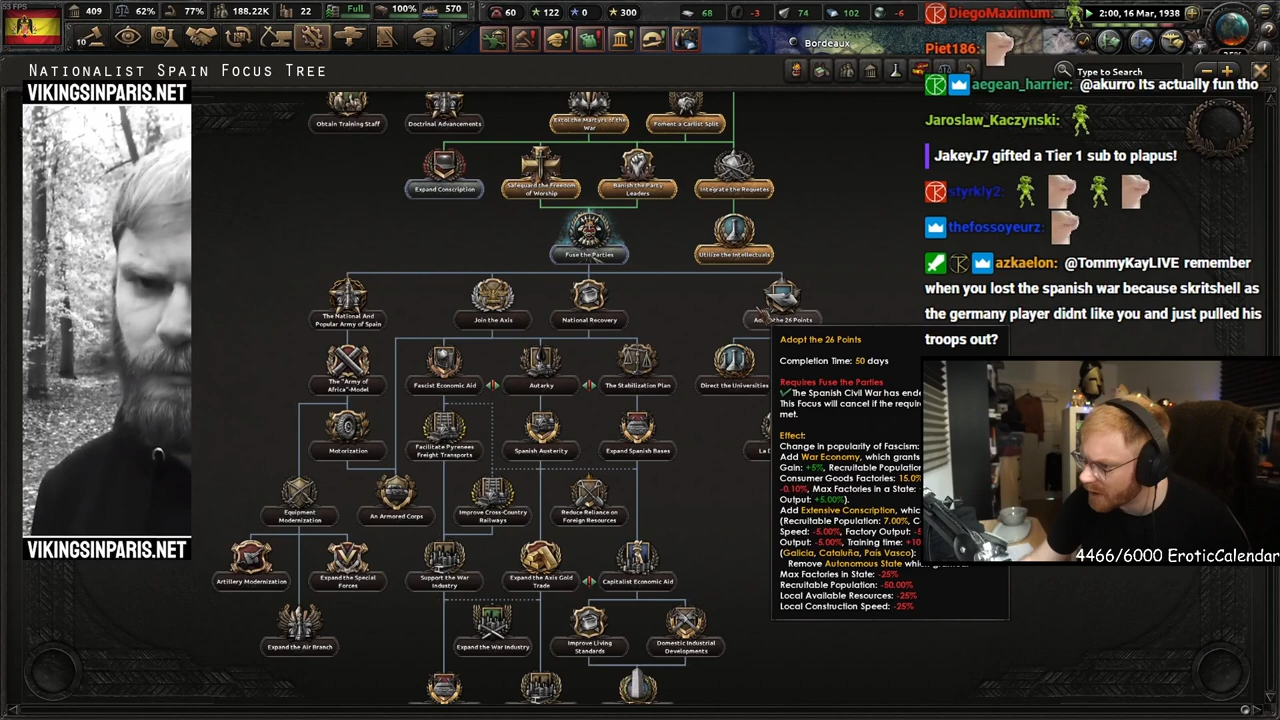 53 FPS
409
62%
77%
188.22K
22
Full
100%
570
60
122
0
300
68
-3
74
102
-6
DiegoMaximum:
2:00, 16 Mar, 1938
10
Bordeaux
Piet186:
Nationalist Spain Focus Tree
Type to Search
VIKINGSINPARIS.NET
aegean_harrier: @akurro Its actually fun tho
Obtain Training Staff
Doctrinal Advancements
Extol the Martyrs of the War
Foment a Carlist Split
Jaroslaw_Kaczynski:
JakeyJ7 gifted a Tier 1 sub to plapus!
Expand Conscription
Safeguard the Freedom of Worship
Banish the Party Leaders
Integrate the Requetes
styrkly2:
thefossoyeurz:
Fuse the Parties
Utilize the Intellectuals
azkaelon: @TommyKayLIVE remember
when you lost the spanish war because skritshell as
the germany player didnt like you and just pulled his
troops out?
The National And Popular Army of Spain
Join the Axis
National Recovery
the 26 Points
Adopt the 26 Points
Completion Time: 50 days
Requires Fuse the Parties
The Spanish Civil War has ende
This Focus will cancel if the requir
met.
Effect:
Change in popularity of Fascism:
Add War Economy, which grants
Gain: +5%, Recruitable Population
Consumer Goods Factories: 15.0%
-0.10%, Max Factories in a State:
Output: +5.00%).
Add Extensive Conscription, whic
(Recruitable Population: 7.00%, C
Speed: -5.00%, Factory Output: -5
Output: -5.00%, Training time: +10
(Galicia, Cataluña, País Vasco):
Remove Autonomous State whic
Max Factories in State: -25%
Recruitable Population: -50.00%
Local Available Resources: -25%
Local Construction Speed: -25%
The "Army of Africa"-Model
Fascist Economic Aid
Autarky
The Stabilization Plan
Direct the Universities
Motorization
Facilitate Pyrenees Freight Transports
Spanish Austerity
Expand Spanish Bases
Equipment Modernization
An Armored Corps
Improve Cross-Country Railways
Reduce Reliance on Foreign Resources
VIKINGSINPARIS.NET
4466/6000 EroticCalendar
Artillery Modernization
Expand the Special Forces
Support the War Industry
Expand the Axis Gold Trade
Capitalist Economic Aid
Expand the Air Branch
Expand the War Industry
Improve Living Standards
Domestic Industrial Developments